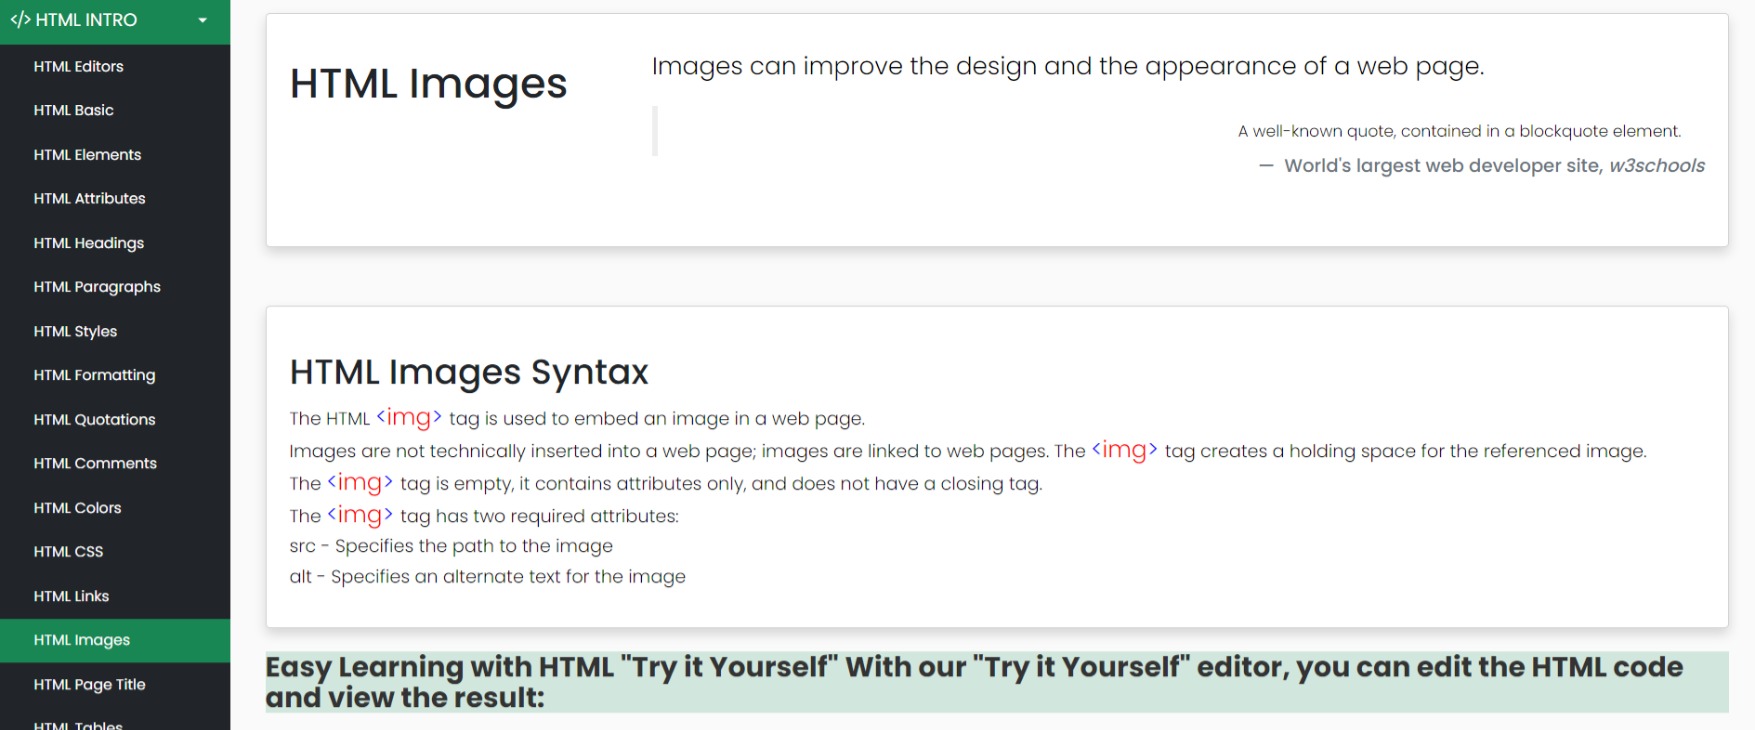 </> HTML INTRO
HTML Editors
HTML Basic
HTML Elements
HTML Attributes
HTML Headings
HTML Paragraphs
HTML Styles
HTML Formatting
HTML Quotations
HTML Comments
HTML Colors
HTML CSS
HTML Links
HTML Images
HTML Page Title
HTML Tables
HTML Images
Images can improve the design and the appearance of a web page.
A well-known quote, contained in a blockquote element.
— World's largest web developer site, w3schools
HTML Images Syntax
The HTML <img> tag is used to embed an image in a web page.
Images are not technically inserted into a web page; images are linked to web pages. The <img> tag creates a holding space for the referenced image.
The <img> tag is empty, it contains attributes only, and does not have a closing tag.
The <img> tag has two required attributes:
src - Specifies the path to the image
alt - Specifies an alternate text for the image
Easy Learning with HTML "Try it Yourself" With our "Try it Yourself" editor, you can edit the HTML code
and view the result: